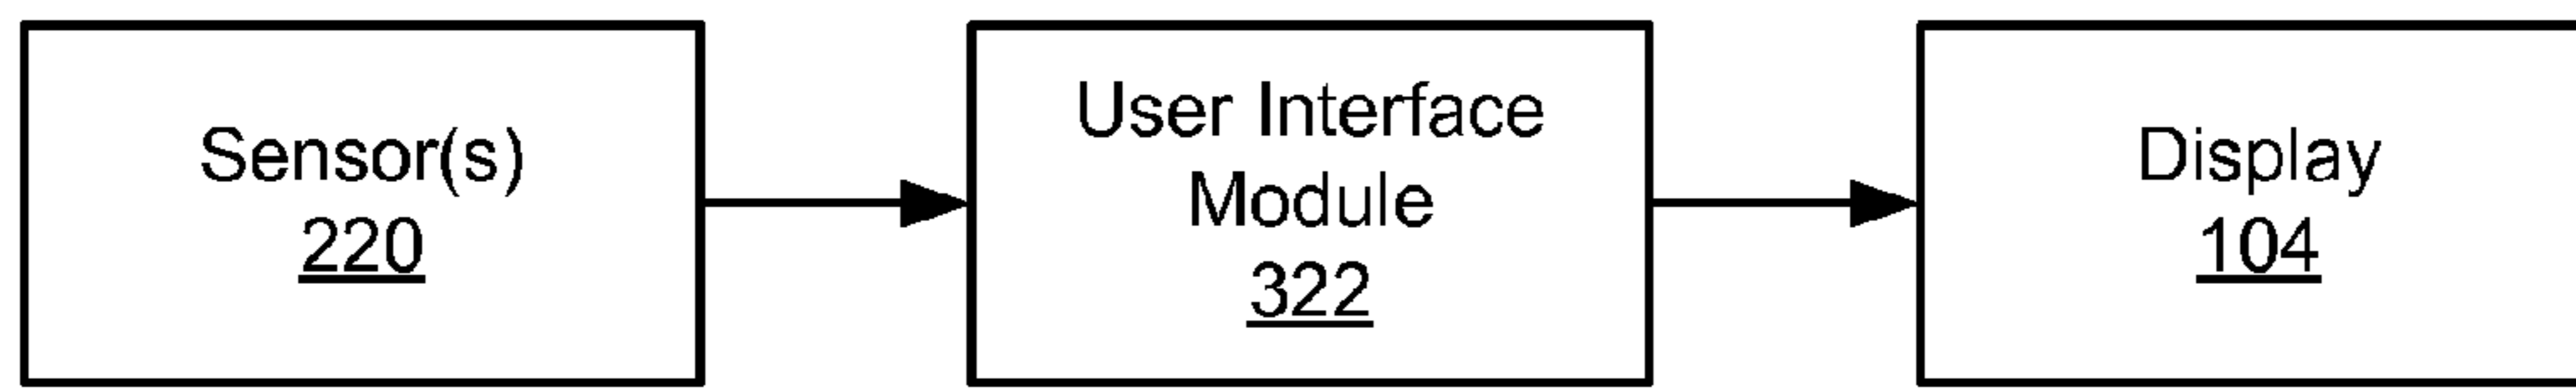 Sensor(s)
220
User Interface
Module
322
Display
104